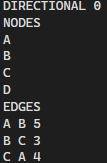 DIRECTIONAL 0
NODES
A
B
C
D
EDGES
A B 5
B C 3
C A 4